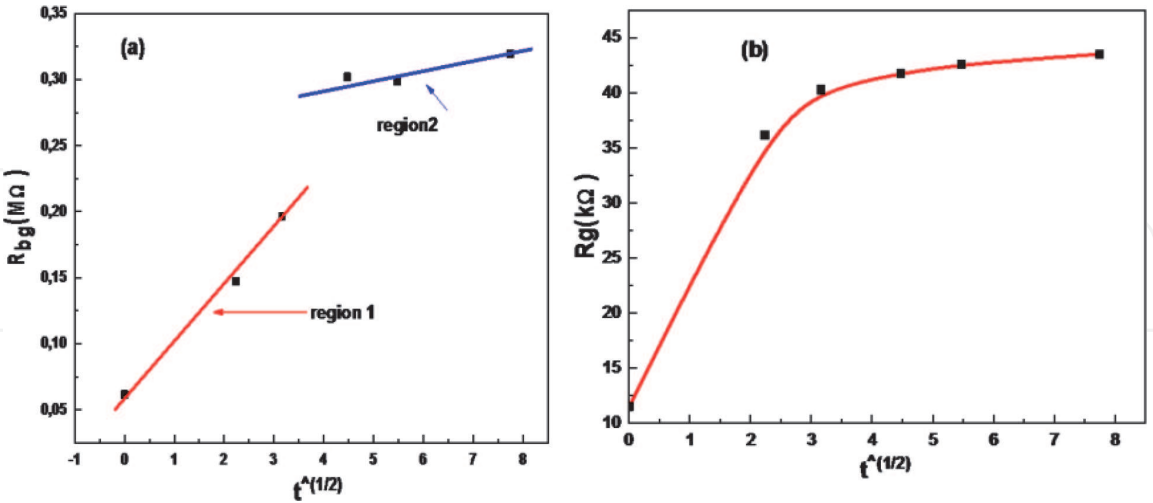 (a)
0,35
0,30
0,25
0,20
0,15
0,10
0,05
R_bg(MΩ)
region2
region 1
-1 0 1 2 3 4 5 6 7 8
t^(1/2)
(b)
45
40
35
30
25
20
15
10
Rg(kΩ)
0 1 2 3 4 5 6 7 8
t^(1/2)